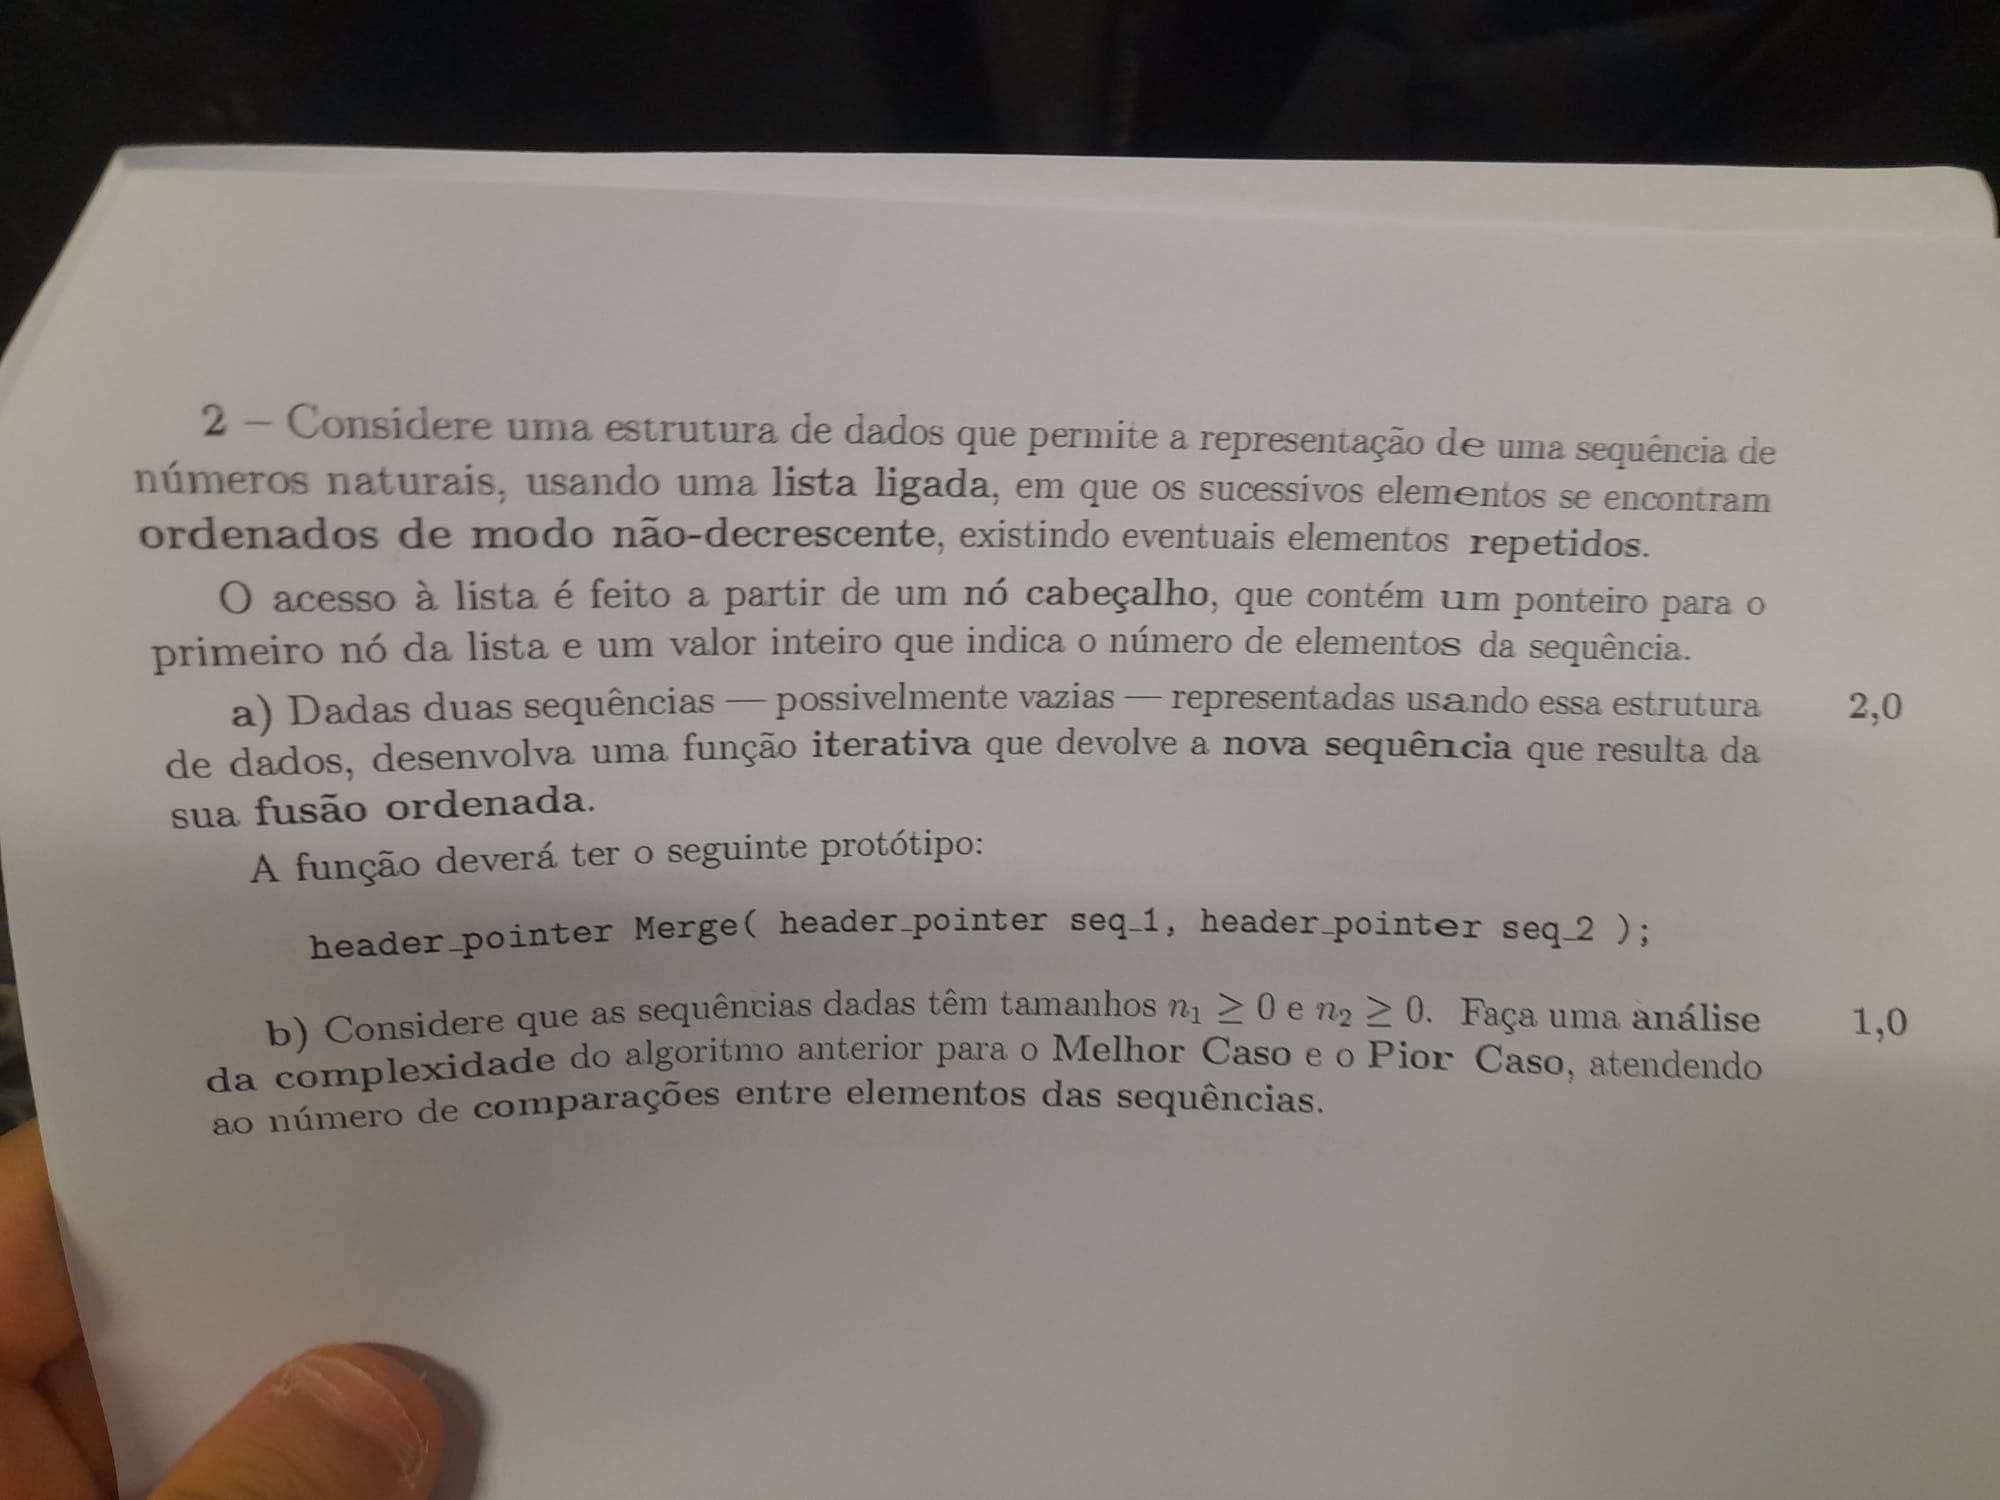 2 – Considere uma estrutura de dados que permite a representação de uma sequência de
números naturais, usando uma lista ligada, em que os sucessivos elementos se encontram
ordenados de modo não-decrescente, existindo eventuais elementos repetidos.
O acesso à lista é feito a partir de um nó cabeçalho, que contém um ponteiro para o
primeiro nó da lista e um valor inteiro que indica o número de elementos da sequência.
a) Dadas duas sequências — possivelmente vazias — representadas usando essa estrutura 2,0
de dados, desenvolva uma função iterativa que devolve a nova sequência que resulta da
sua fusão ordenada.
A função deverá ter o seguinte protótipo:
header_pointer Merge( header_pointer seq_1, header_pointer seq_2 );
b) Considere que as sequências dadas têm tamanhos n₁ ≥ 0 e n₂ ≥ 0. Faça uma análise 1,0
da complexidade do algoritmo anterior para o Melhor Caso e o Pior Caso, atendendo
ao número de comparações entre elementos das sequências.